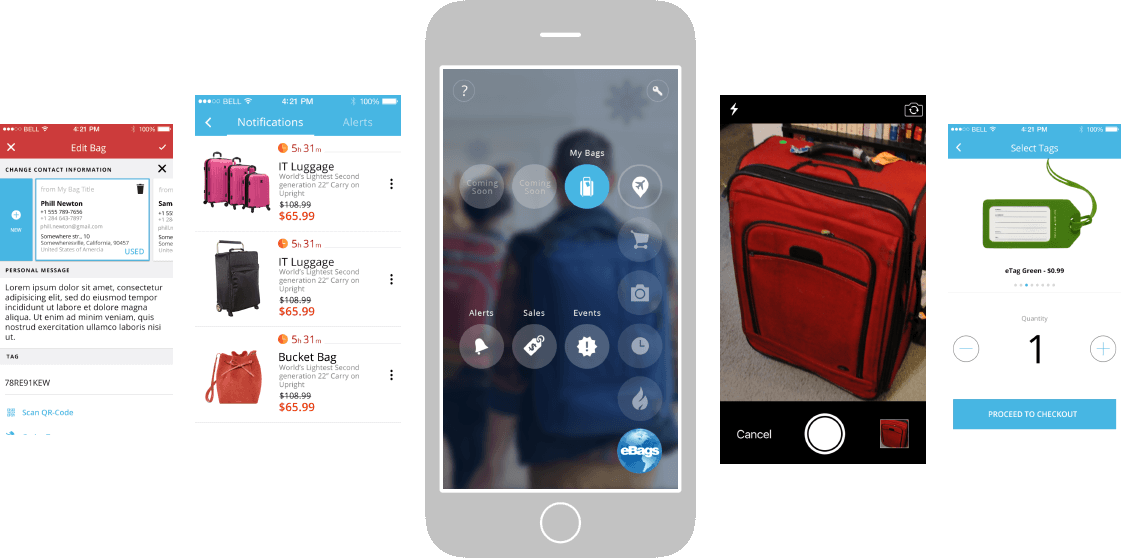 ●●●○○ BELL 4:21 PM 100%
Edit Bag
CHANGE CONTACT INFORMATION
NEW
from My Bag Title
Phill Newton
+1 555 789-7656
+1 284 643-7897
phill.newton@gmail.com
Somewhere str., 10
Somewhamisville, California, 90457
United States of Amercia
USED
from
Sam
+1 55
PERSONAL MESSAGE
Lorem ipsum dolor sit amet, consectetur
adipisicing elit, sed do eiusmod tempor
incididunt ut labore et dolore magna
aliqua. Ut enim ad minim veniam, quis
nostrud exercitation ullamco laboris nisi
ut.
TAG
78RE91KEW
Scan QR-Code
●●●○○ BELL 4:21 PM 100%
Notifications Alerts
5h 31m
IT Luggage
World's Lightest Second
generation 22" Carry on
Upright
$108.99
$65.99
5h 31m
IT Luggage
World's Lightest Second
generation 22" Carry on
Upright
$108.99
$65.99
5h 31m
Bucket Bag
World's Lightest Second
generation 22" Carry on
Upright
$108.99
$65.99
?
My Bags
Coming
Soon
Coming
Soon
Alerts Sales Events
eBags
Cancel
●●●○○ BELL 4:21 PM 100%
Select Tags
eTag Green - $0.99
Quantity
1
PROCEED TO CHECKOUT